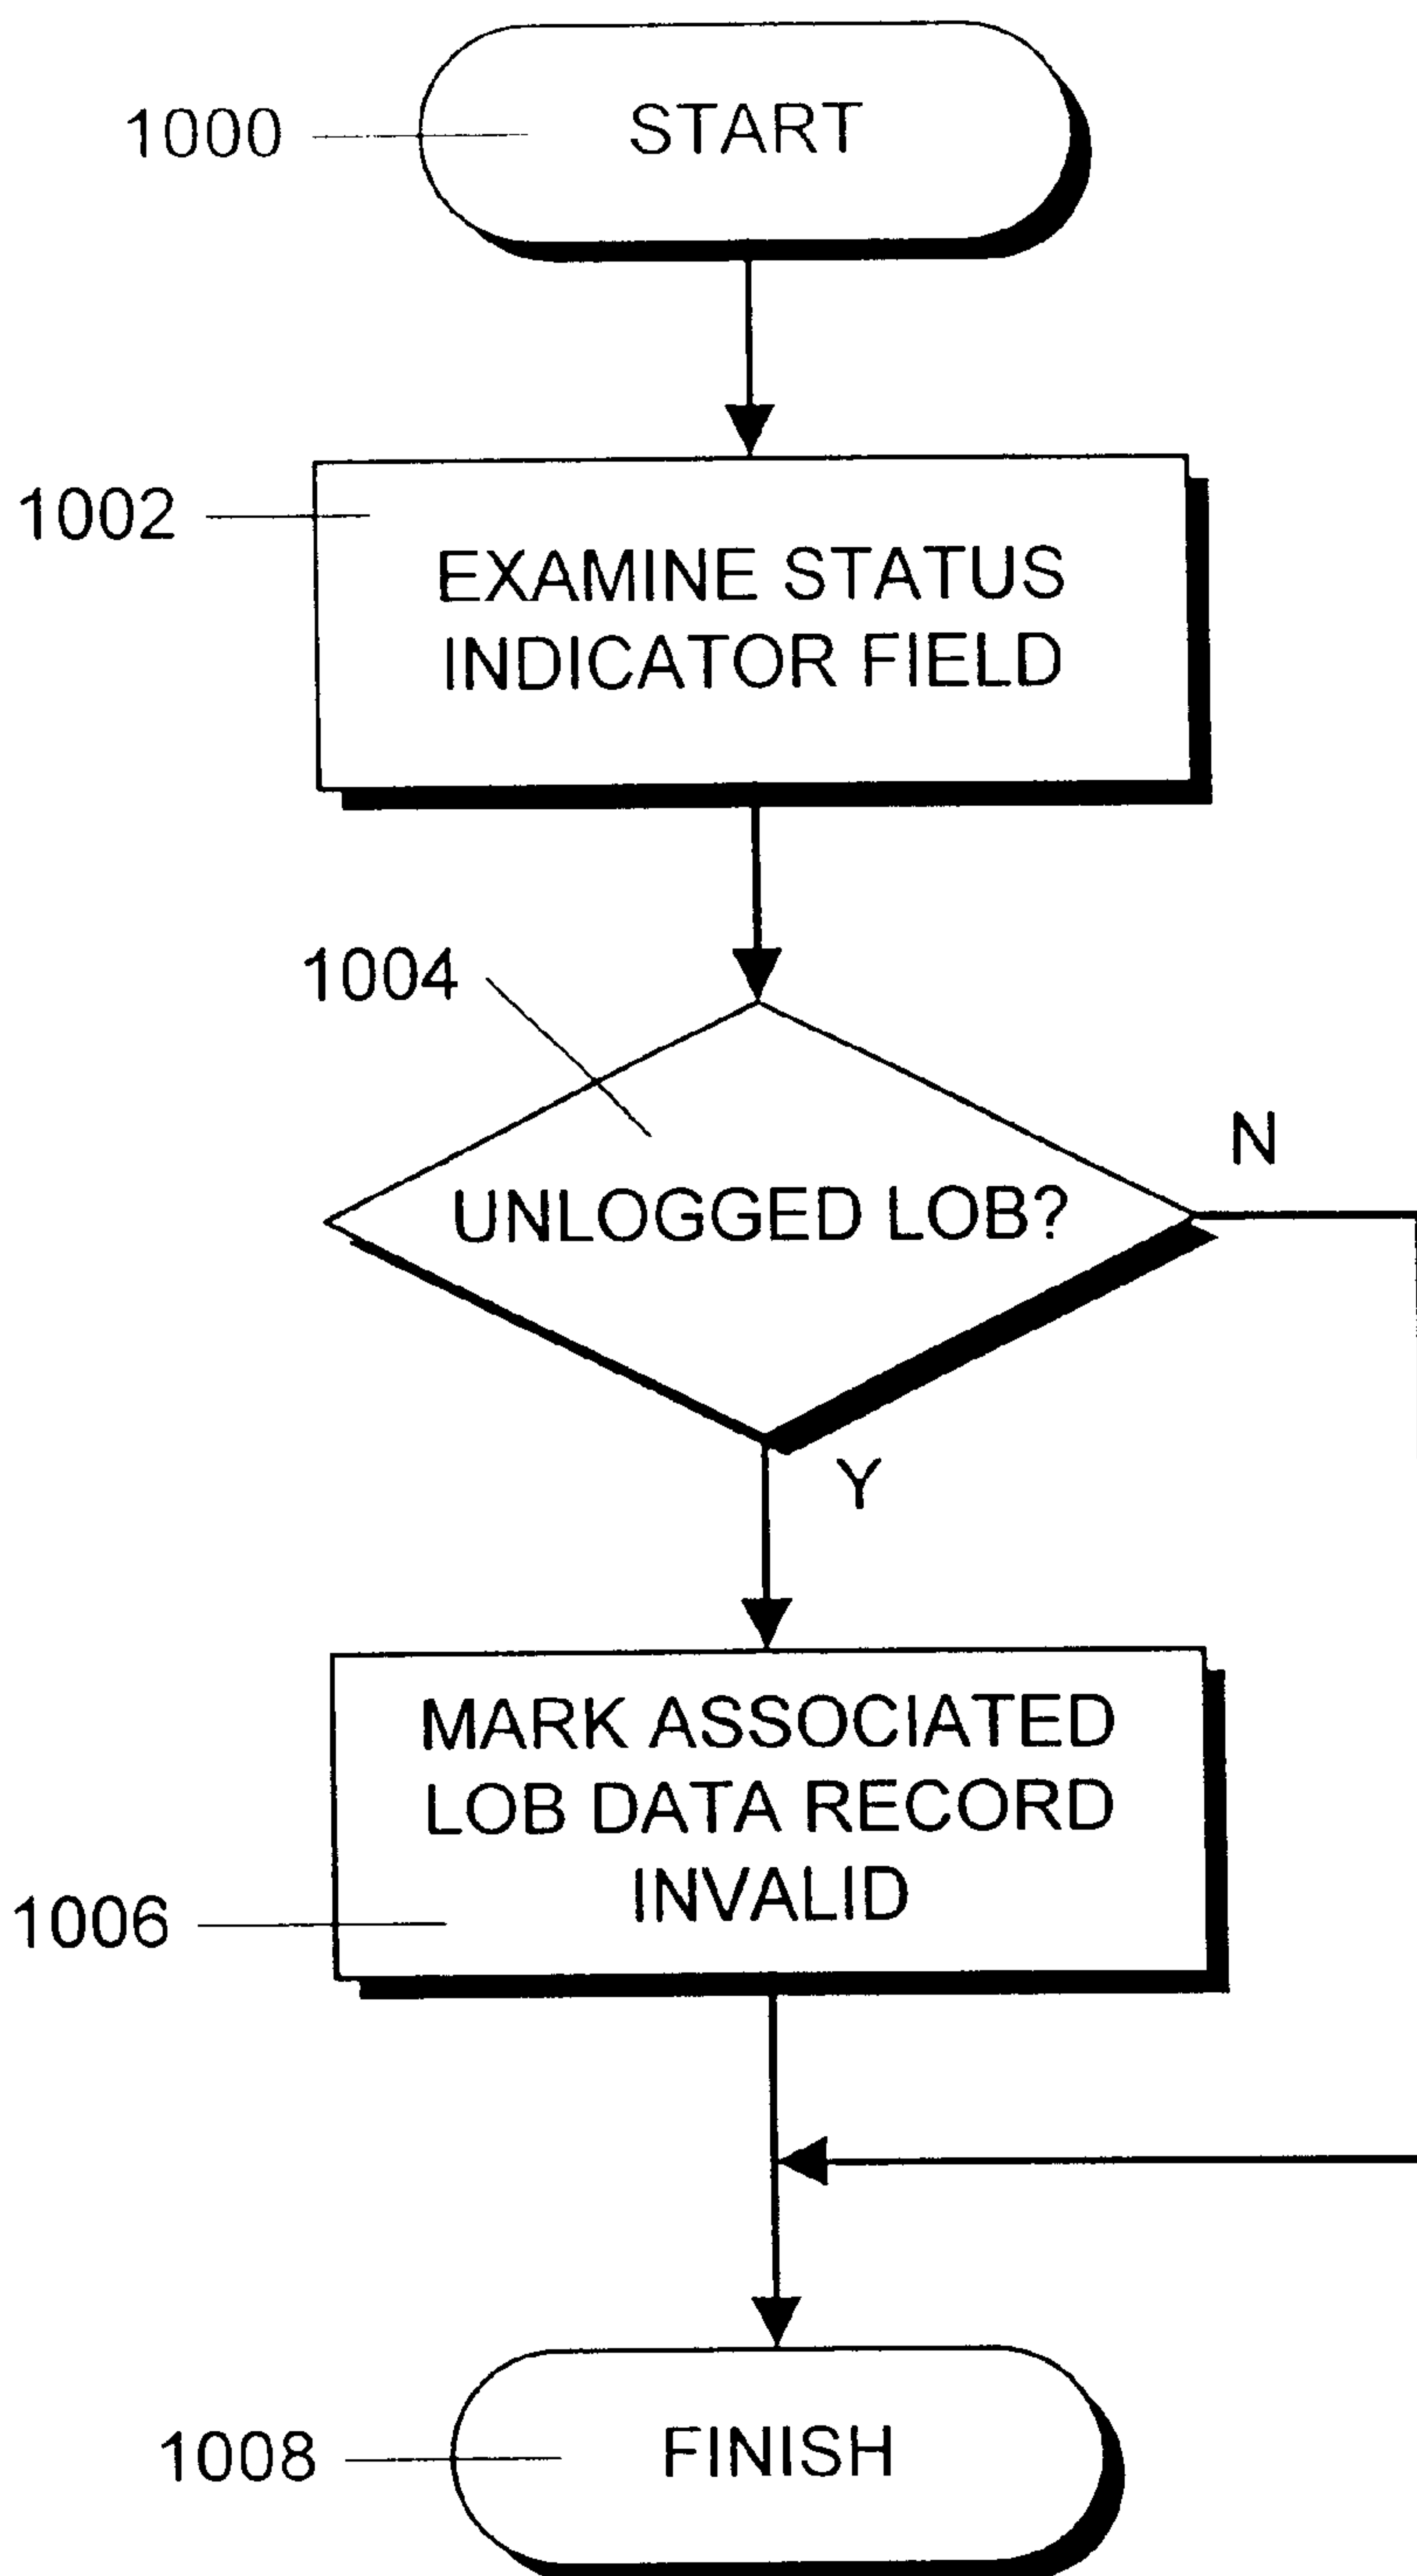 1000
START
1002
EXAMINE STATUS
INDICATOR FIELD
1004
N
UNLOGGED LOB?
Y
MARK ASSOCIATED
LOB DATA RECORD
INVALID
1006
1008
FINISH